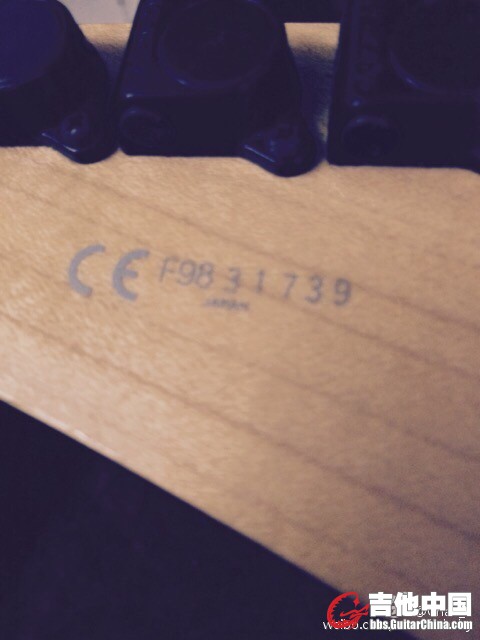 CE F9831739
JAPAN
吉他中国
bbs.GuitarChina.com